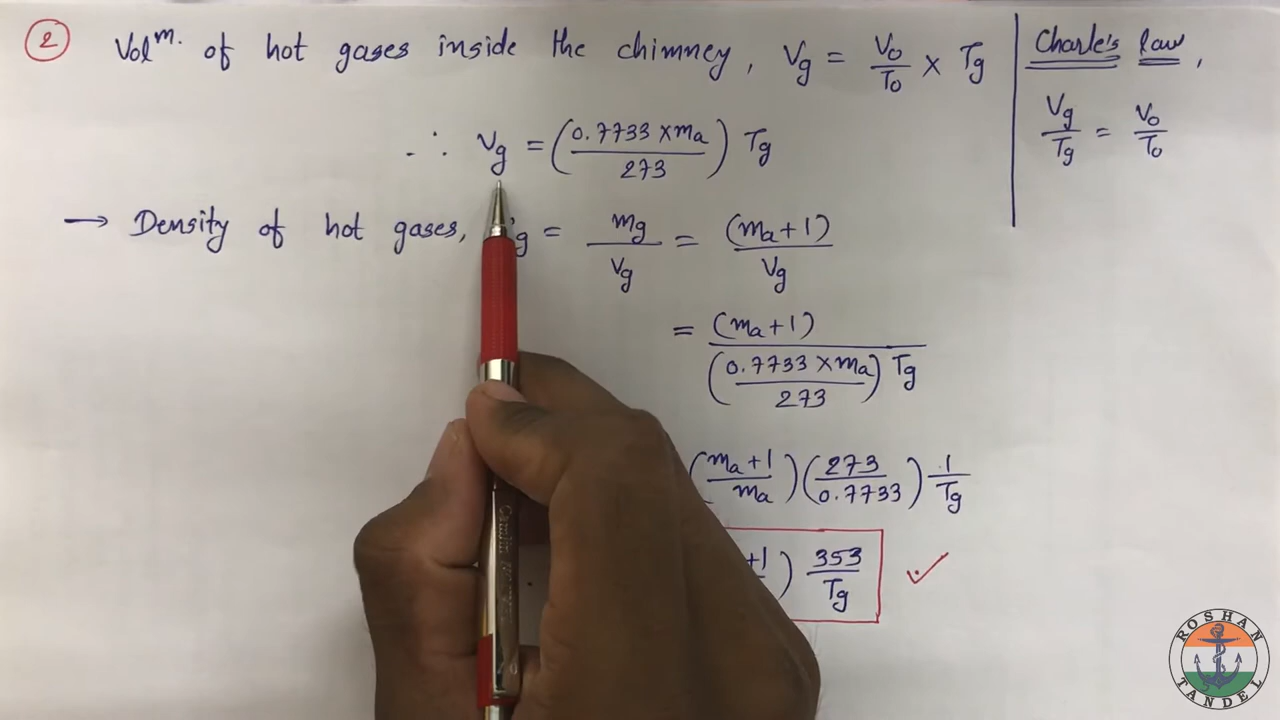 ② Volᵐ. of hot gases inside the chimney, Vg = V₀/T₀ × Tg
Charle's law,
Vg/Tg = V₀/T₀
∴ Vg = (0.7733 × ma / 273) Tg
→ Density of hot gases, g = mg/Vg = (ma+1)/Vg
= (ma+1) / ((0.7733 × ma / 273) Tg)
(ma+1 / ma) (273 / 0.7733) 1/Tg
+1 ) 353/Tg ✓
Camlin
ROSHAN
TANDEL